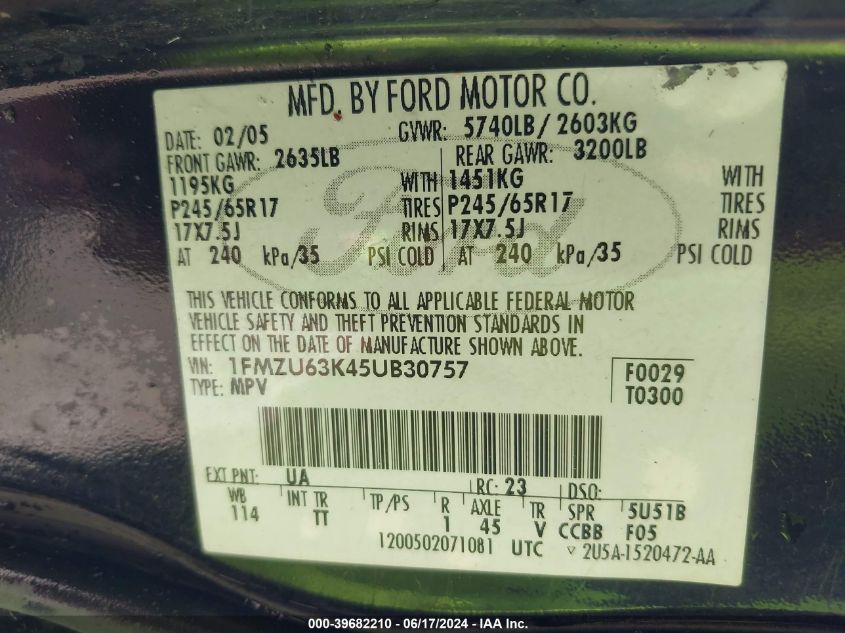 MFD. BY FORD MOTOR CO.
DATE: 02/05 GVWR: 5740LB/ 2603KG
FRONT GAWR: 2635LB REAR GAWR: 3200LB
1195KG WITH 1451KG WITH
P245/65R17 TIRES P245/65R17 TIRES
17X7.5J RIMS 17X7.5J RIMS
AT 240 kPa/35 PSI COLD AT 240 kPa/35 PSI COLD
Ford
THIS VEHICLE CONFORMS TO ALL APPLICABLE FEDERAL MOTOR
VEHICLE SAFETY AND THEFT PREVENTION STANDARDS IN
EFFECT ON THE DATE OF MANUFACTURE SHOWN ABOVE.
VIN: 1FMZU63K45UB30757
TYPE: MPV
F0029
T0300
EXT PNT: UA RC: 23 DSO:
WB INT TR TP/PS R AXLE TR SPR 5U51B
114 TT 1 45 V CCBB F05
1200502071081 UTC ▽ 2U5A-1520472-AA
000-39682210 - 06/17/2024 - IAA Inc.